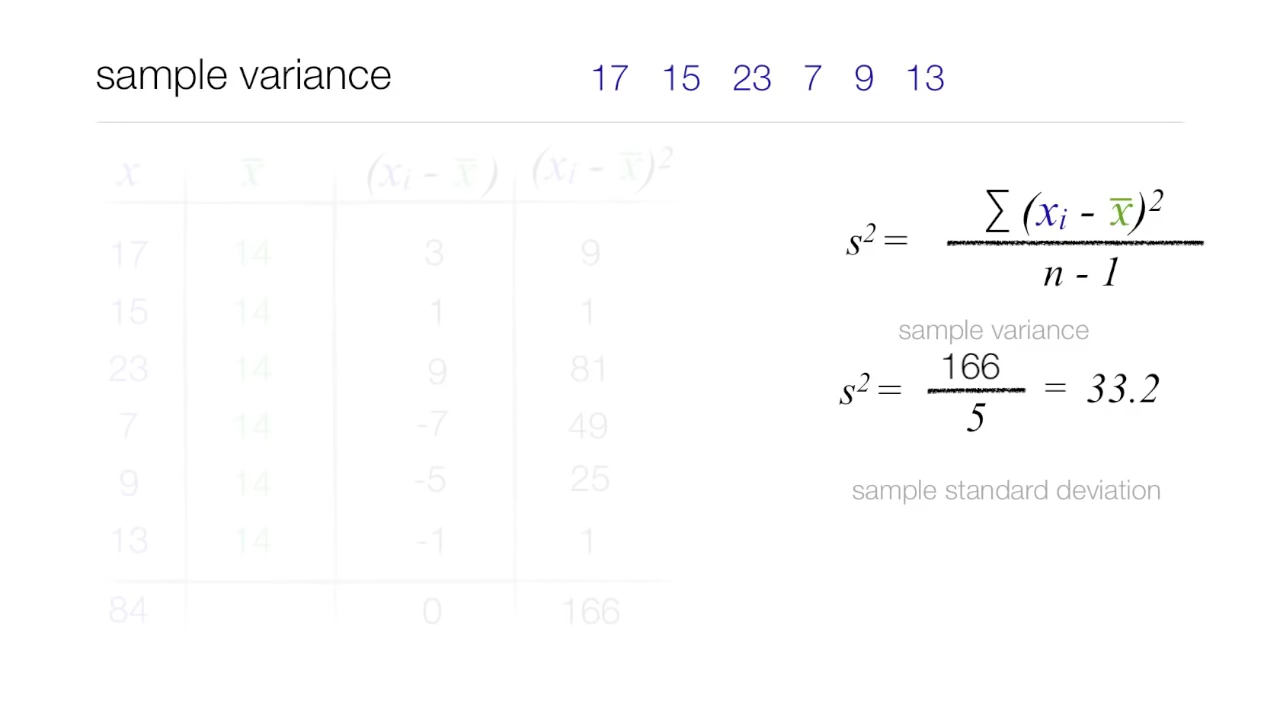 sample variance 17 15 23 7 9 13
x x̅ (xᵢ - x̅) (xᵢ - x̅)²
17 14 3 9
15 14 1 1
23 14 9 81
7 14 -7 49
9 14 -5 25
13 14 -1 1
84 0 166
s² = ∑ (xᵢ - x̅)²
n - 1
sample variance
s² = 166
5
= 33.2
sample standard deviation